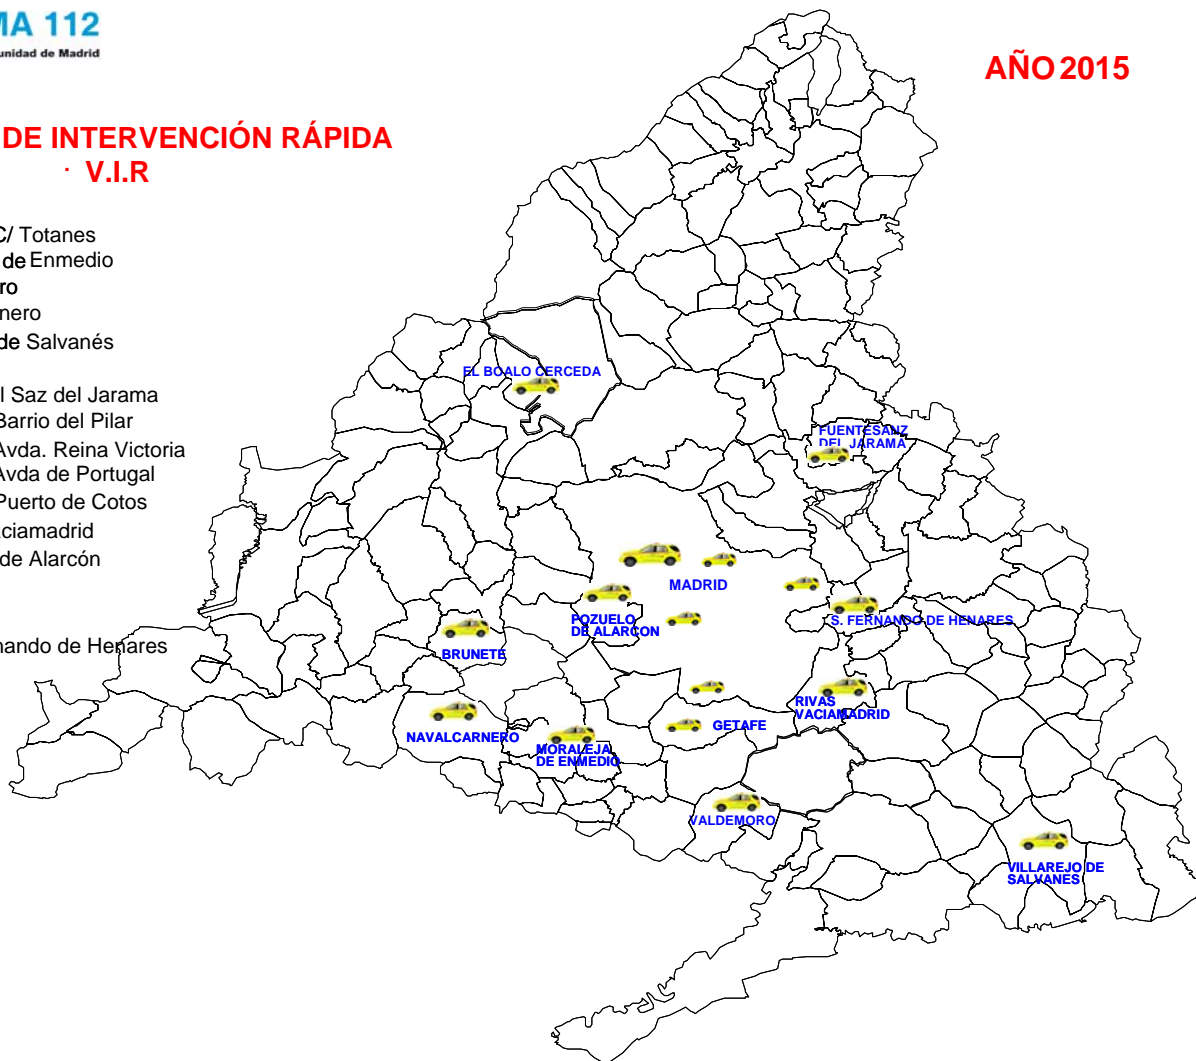 MA 112
unidad de Madrid
AÑO 2015
DE INTERVENCIÓN RÁPIDA
· V.I.R
C/ Totanes
de Enmedio
ro
nero
de Salvanés
l Saz del Jarama
Barrio del Pilar
Avda. Reina Victoria
Avda de Portugal
Puerto de Cotos
aciamadrid
de Alarcón
nando de Henares
EL BOALO CERCEDA
FUENTESAUZ
DEL JARAMA
MADRID
POZUELO
DE ALARCON
S. FERNANDO DE HENARES
BRUNETE
RIVAS
VACIAMADRID
NAVALCARNERO
GETAFE
MORALEJA
DE ENMEDIO
VALDEMORO
VILLAREJO DE
SALVANES